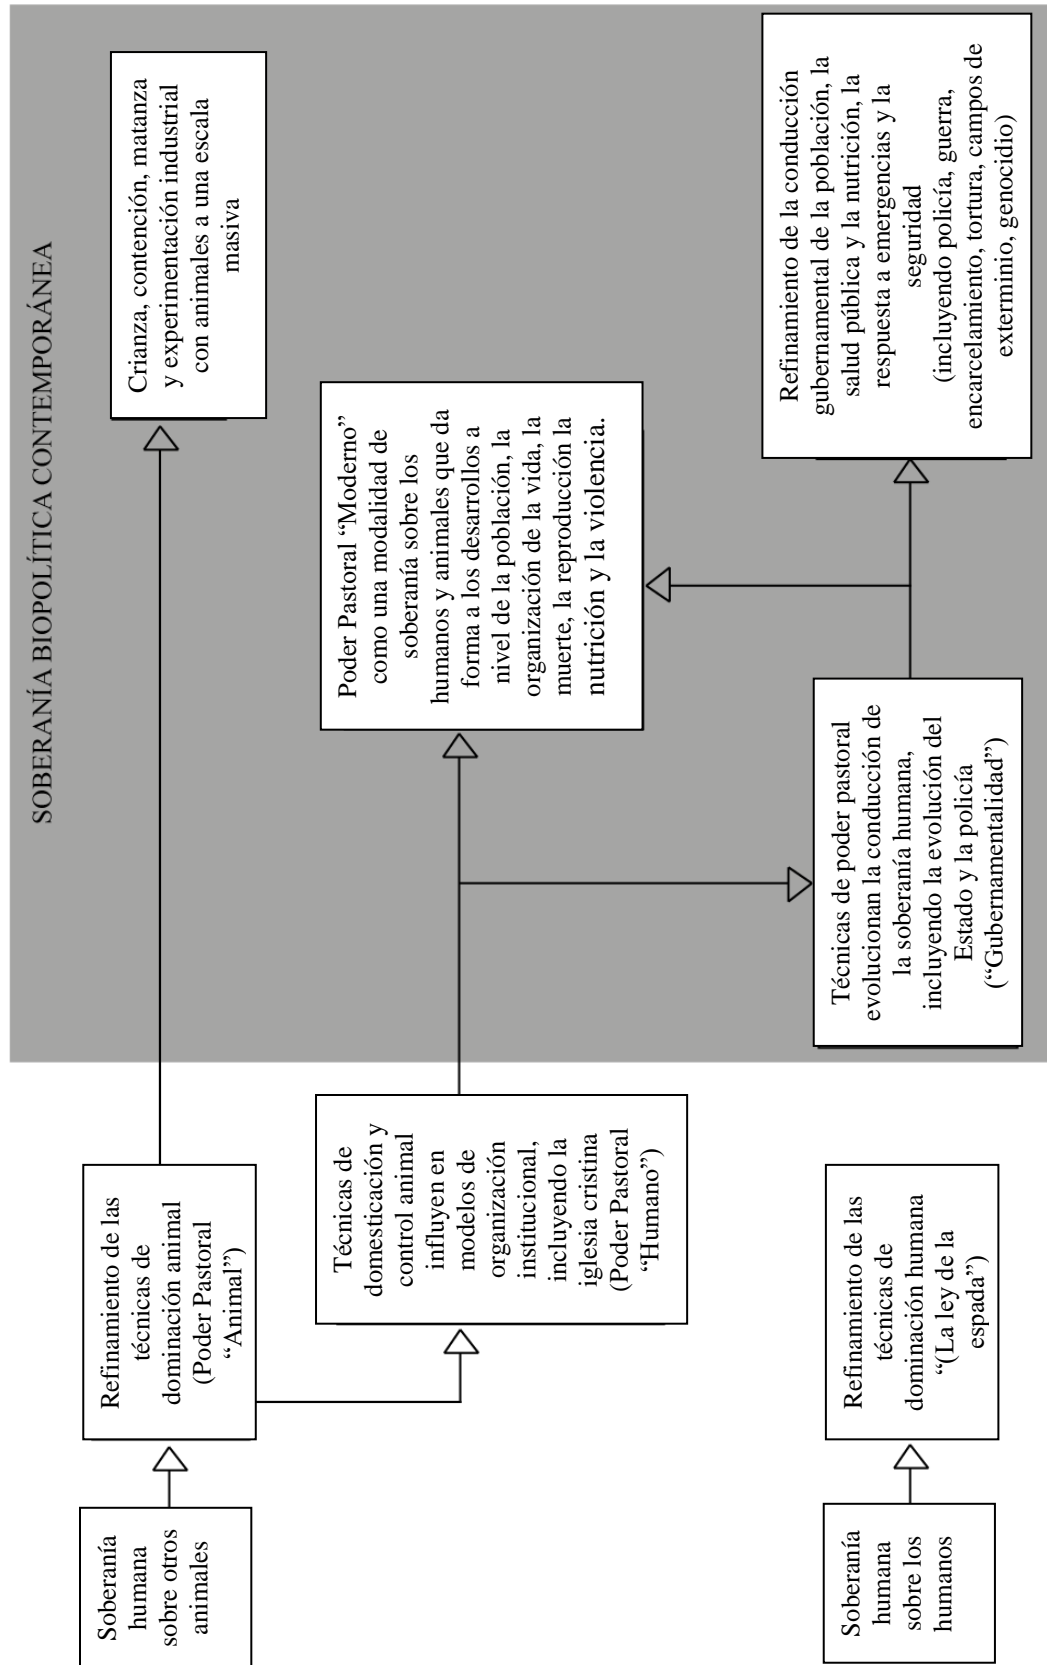 SOBERANÍA BIOPOLÍTICA CONTEMPORÁNEA
Soberanía
humana
sobre otros
animales
Refinamiento de las
técnicas de
dominación animal
(Poder Pastoral
“Animal”)
Crianza, contención, matanza
y experimentación industrial
con animales a una escala
masiva
Técnicas de
domesticación y
control animal
influyen en
modelos de
organización
institucional,
incluyendo la
iglesia cristina
(Poder Pastoral
“Humano”)
Poder Pastoral “Moderno”
como una modalidad de
soberanía sobre los
humanos y animales que da
forma a los desarrollos a
nivel de la población, la
organización de la vida, la
muerte, la reproducción la
nutrición y la violencia.
Soberanía
humana
sobre los
humanos
Refinamiento de las
técnicas de
dominación humana
“(La ley de la
espada”)
Técnicas de poder pastoral
evolucionan la conducción de
la soberanía humana,
incluyendo la evolución del
Estado y la policía
(“Gubernamentalidad”)
Refinamiento de la conducción
gubernamental de la población, la
salud pública y la nutrición, la
respuesta a emergencias y la
seguridad
(incluyendo policía, guerra,
encarcelamiento, tortura, campos de
exterminio, genocidio)